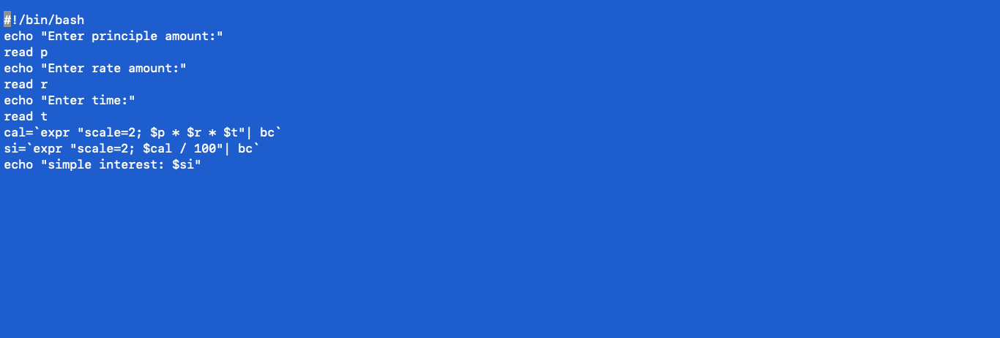 #!/bin/bash
echo "Enter principle amount:"
read p
echo "Enter rate amount:"
read r
echo "Enter time:"
read t
cal=`expr "scale=2; $p * $r * $t"| bc`
si=`expr "scale=2; $cal / 100"| bc`
echo "simple interest: $si"